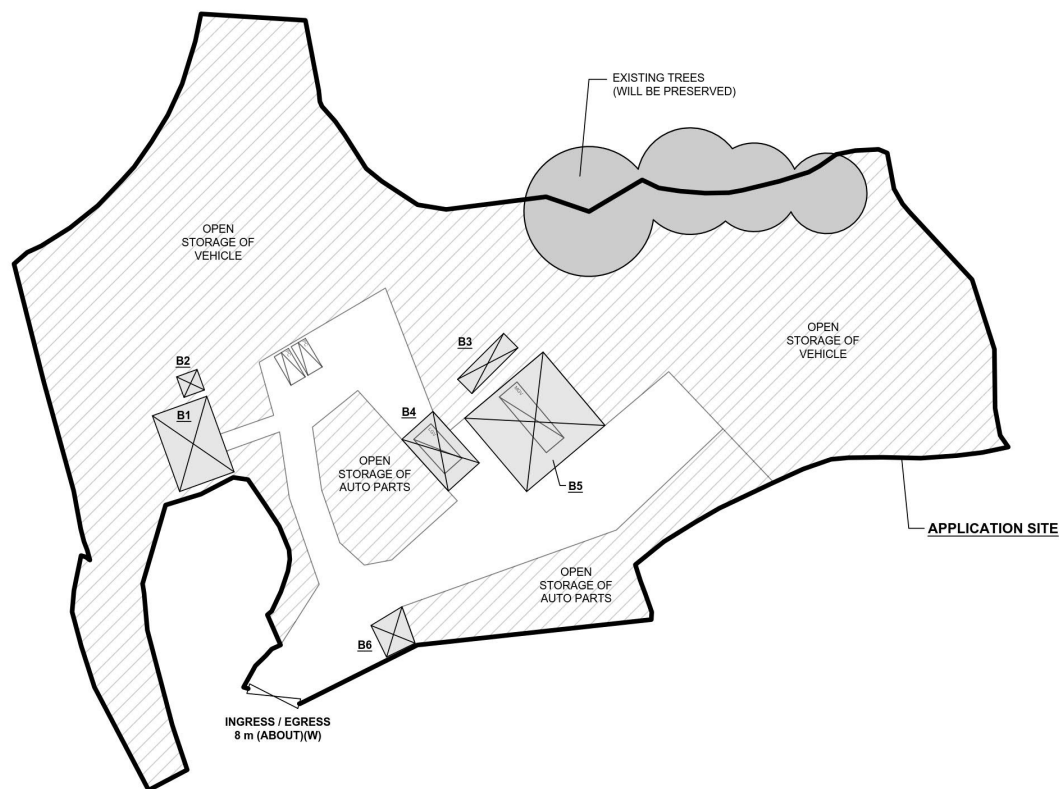 EXISTING TREES
(WILL BE PRESERVED)
OPEN
STORAGE OF
VEHICLE
OPEN
STORAGE OF
VEHICLE
B3
B2
B1
B4
OPEN
STORAGE OF
AUTO PARTS
B5
APPLICATION SITE
OPEN
STORAGE OF
AUTO PARTS
B6
INGRESS / EGRESS
8 m (ABOUT)(W)